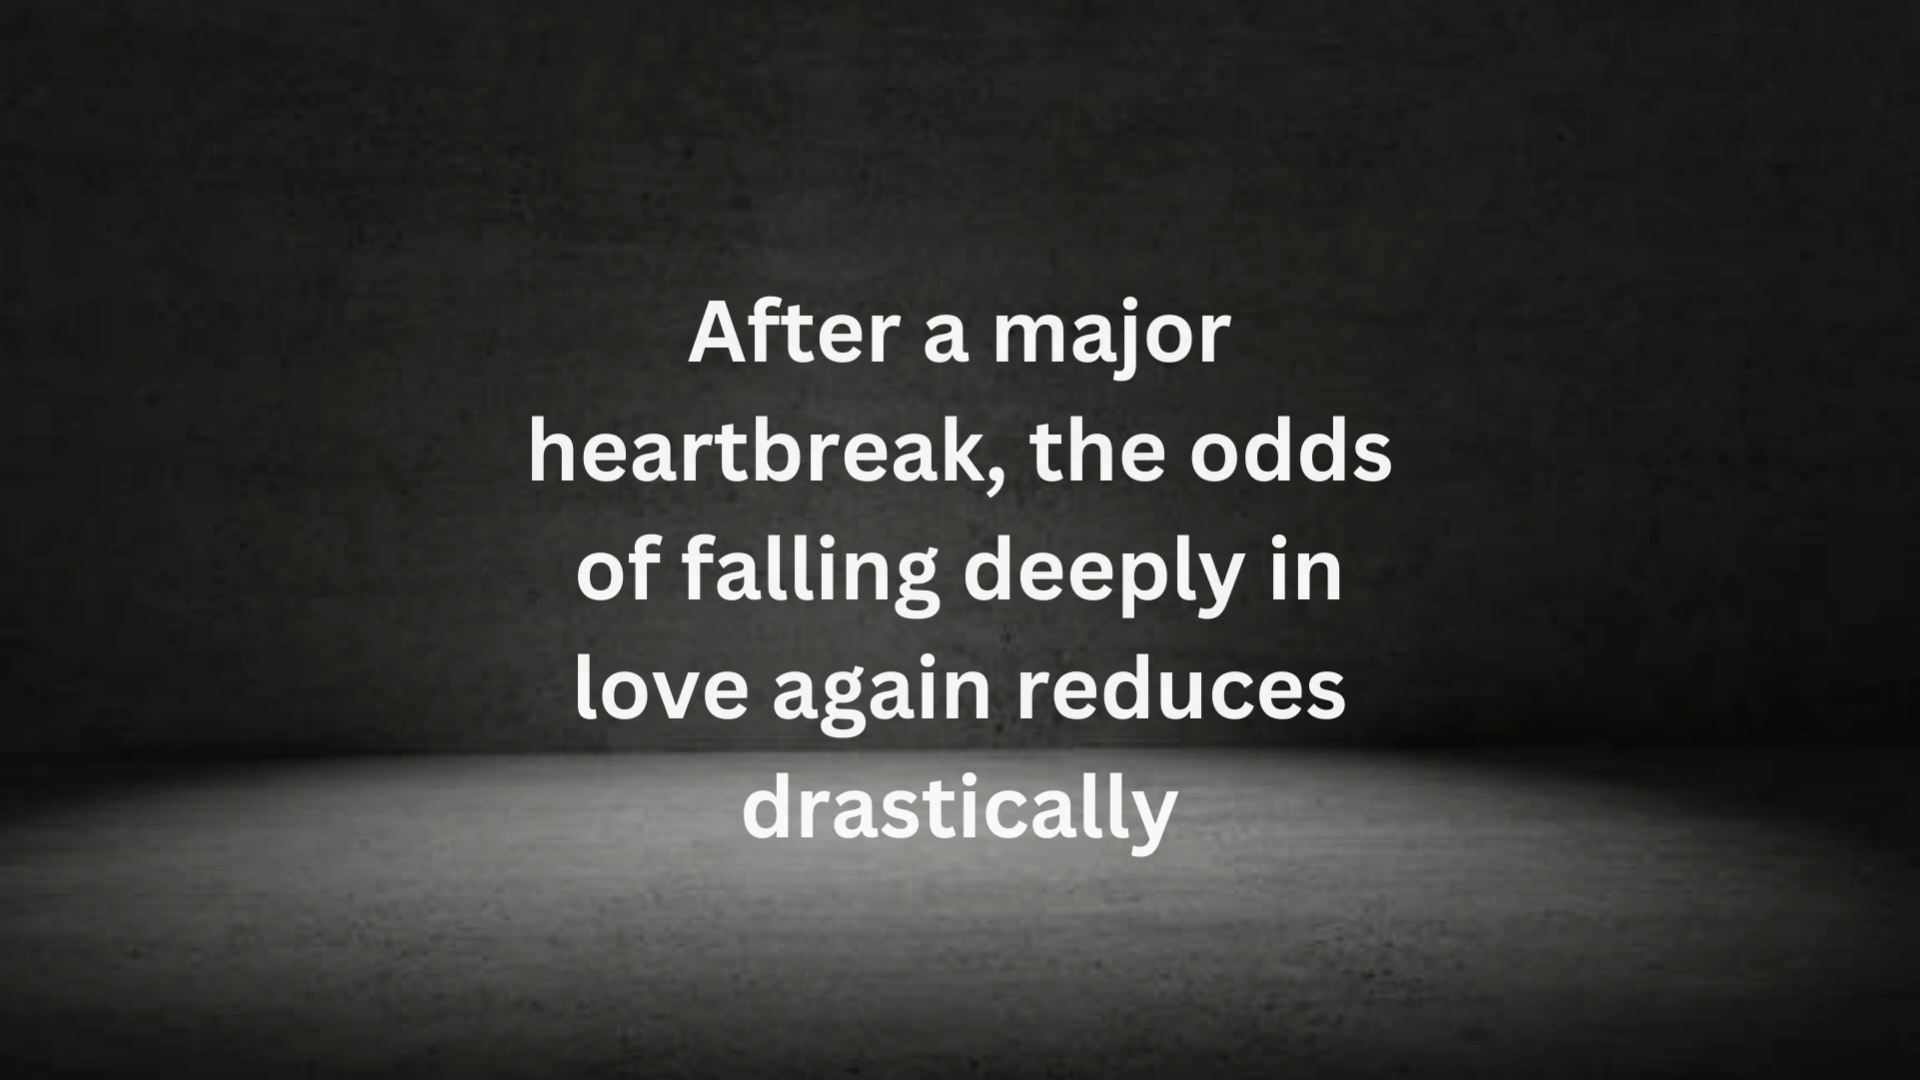 After a major
heartbreak, the odds
of falling deeply in
love again reduces
drastically